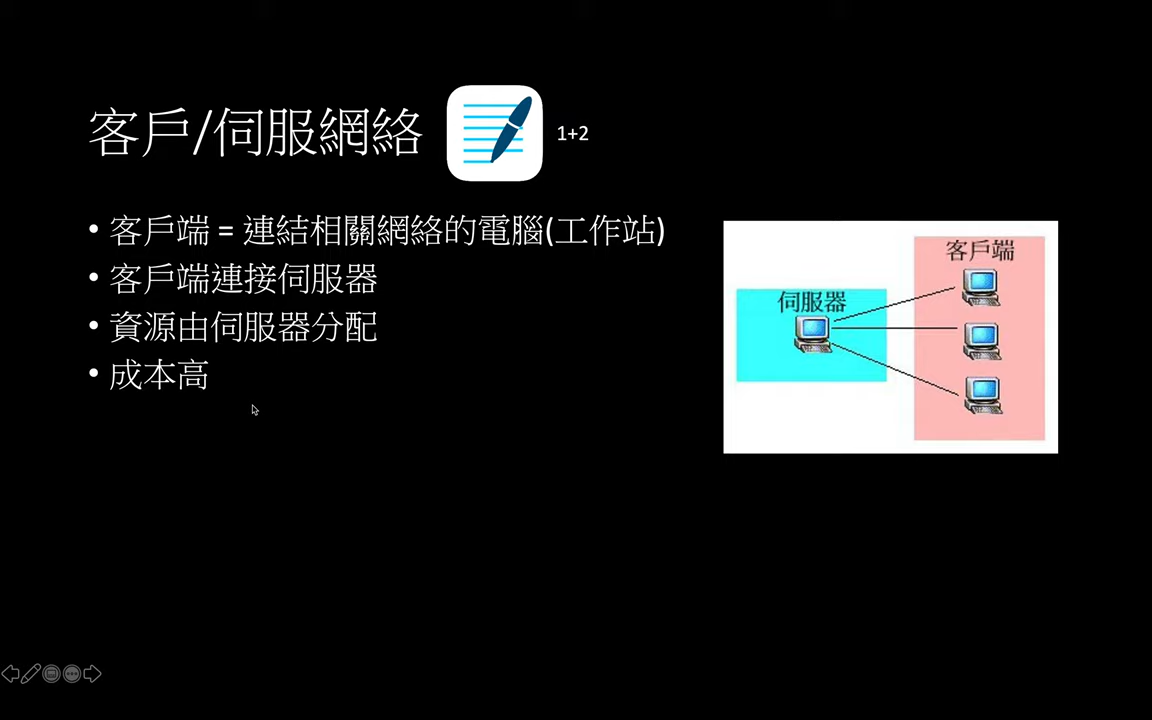 客戶/伺服網絡
1+2
• 客戶端 = 連結相關網絡的電腦(工作站)
• 客戶端連接伺服器
• 資源由伺服器分配
• 成本高
客戶端
伺服器